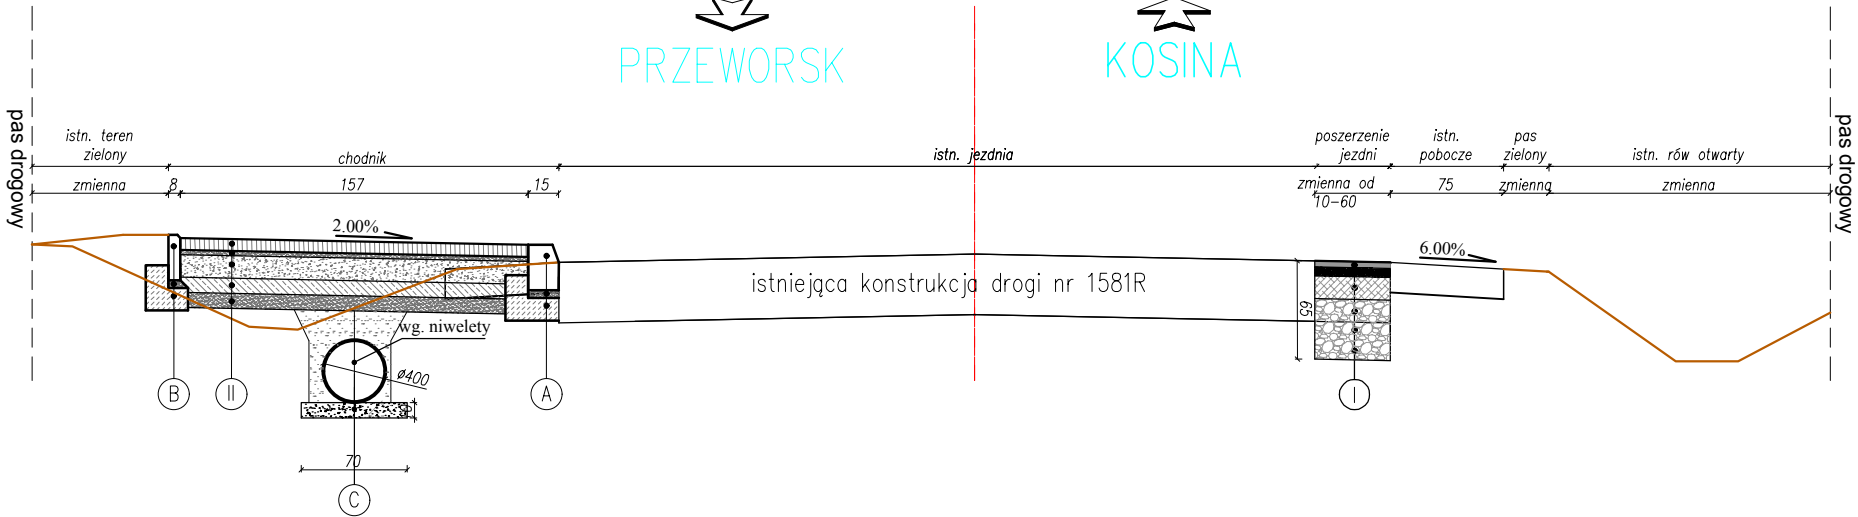 PRZEWORSK
KOSINA
pas drogowy
istn. teren
zielony
chodnik
istn. jezdnia
poszerzenie
jezdni
istn.
pobocze
pas
zielony
istn. rów otwarty
pas drogowy
zmienna
8
157
15
zmienna od
10-60
75
zmienna
zmienna
2.00%
6.00%
istniejąca konstrukcja drogi nr 1581R
65
wg. niwelety
ø400
B
II
A
I
70
C